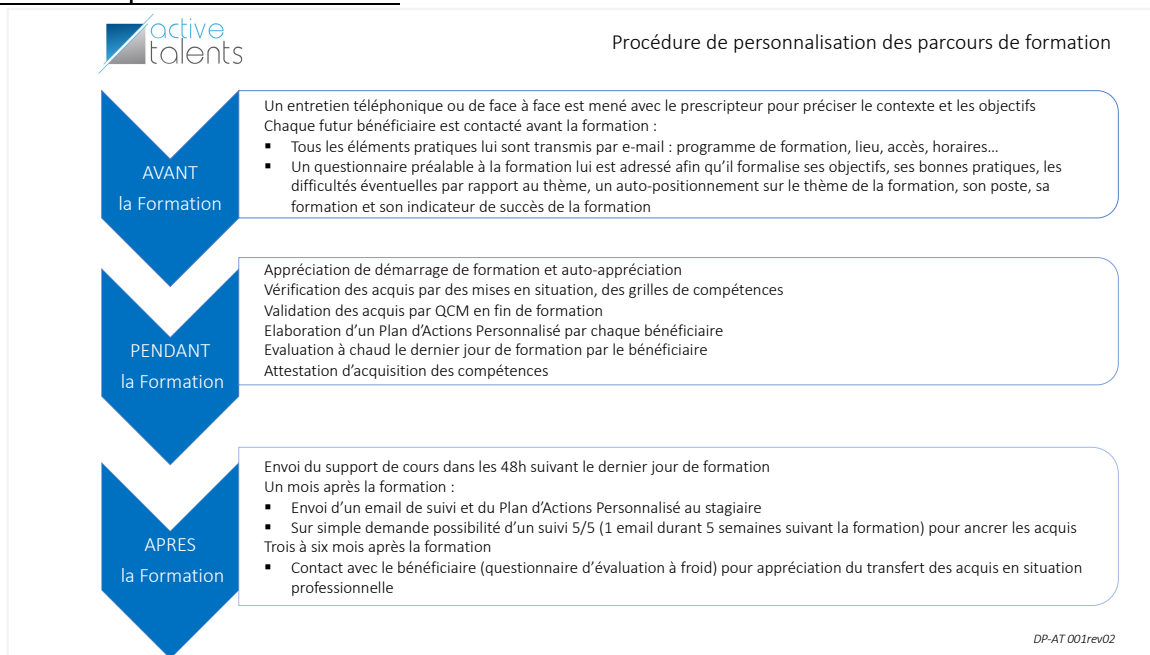 active
talents
Procédure de personnalisation des parcours de formation
AVANT
la Formation
Un entretien téléphonique ou de face à face est mené avec le prescripteur pour préciser le contexte et les objectifs
Chaque futur bénéficiaire est contacté avant la formation :
▪ Tous les éléments pratiques lui sont transmis par e-mail : programme de formation, lieu, accès, horaires…
▪ Un questionnaire préalable à la formation lui est adressé afin qu’il formalise ses objectifs, ses bonnes pratiques, les
difficultés éventuelles par rapport au thème, un auto-positionnement sur le thème de la formation, son poste, sa
formation et son indicateur de succès de la formation
PENDANT
la Formation
Appréciation de démarrage de formation et auto-appréciation
Vérification des acquis par des mises en situation, des grilles de compétences
Validation des acquis par QCM en fin de formation
Elaboration d’un Plan d’Actions Personnalisé par chaque bénéficiaire
Evaluation à chaud le dernier jour de formation par le bénéficiaire
Attestation d’acquisition des compétences
APRES
la Formation
Envoi du support de cours dans les 48h suivant le dernier jour de formation
Un mois après la formation :
▪ Envoi d’un email de suivi et du Plan d’Actions Personnalisé au stagiaire
▪ Sur simple demande possibilité d’un suivi 5/5 (1 email durant 5 semaines suivant la formation) pour ancrer les acquis
Trois à six mois après la formation
▪ Contact avec le bénéficiaire (questionnaire d’évaluation à froid) pour appréciation du transfert des acquis en situation
professionnelle
DP-AT 001rev02